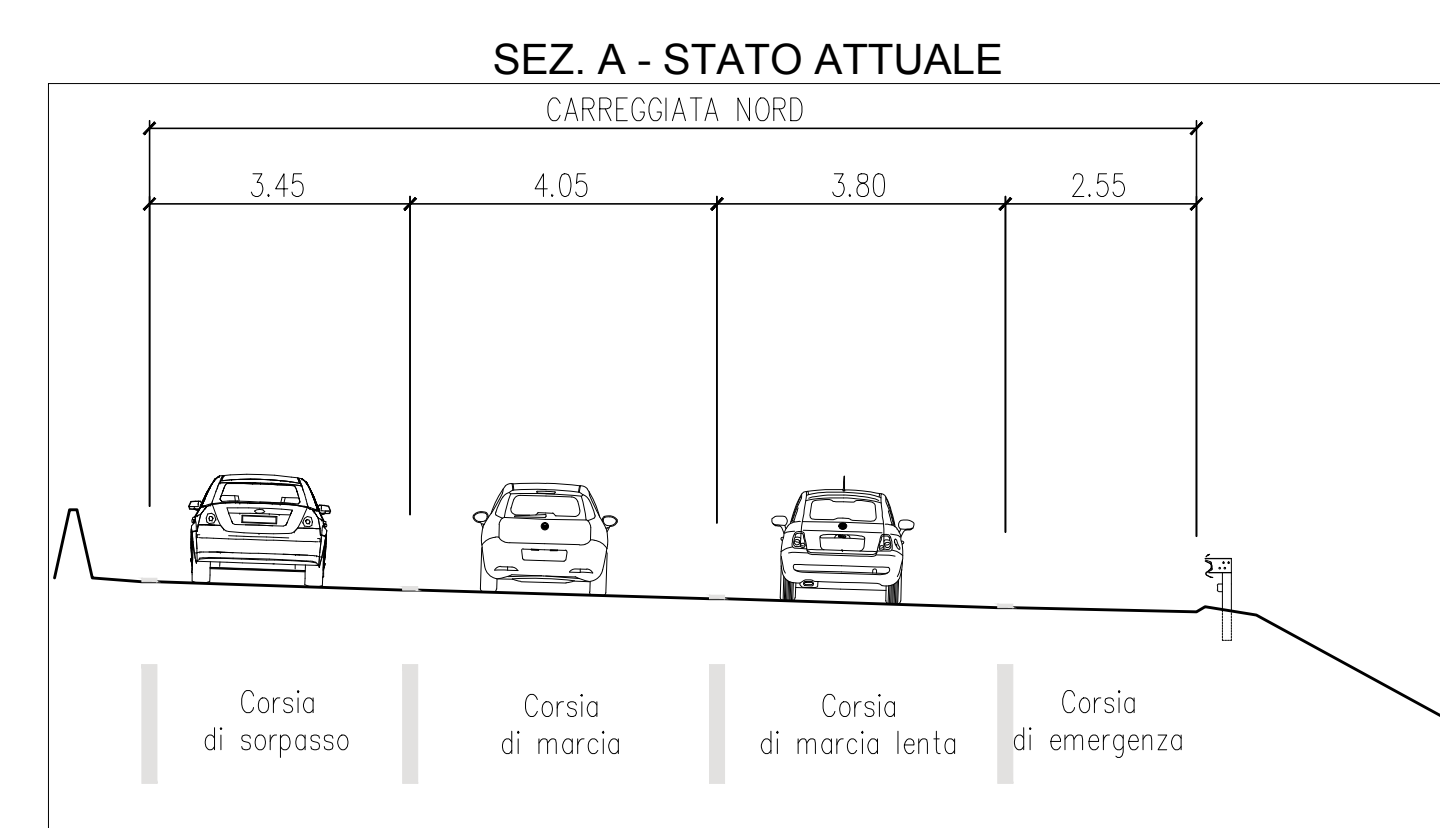 SEZ. A - STATO ATTUALE
CARREGGIATA NORD
3.45 4.05 3.80 2.55
Corsia
di sorpasso
Corsia
di marcia
Corsia
di marcia lenta
Corsia
di emergenza